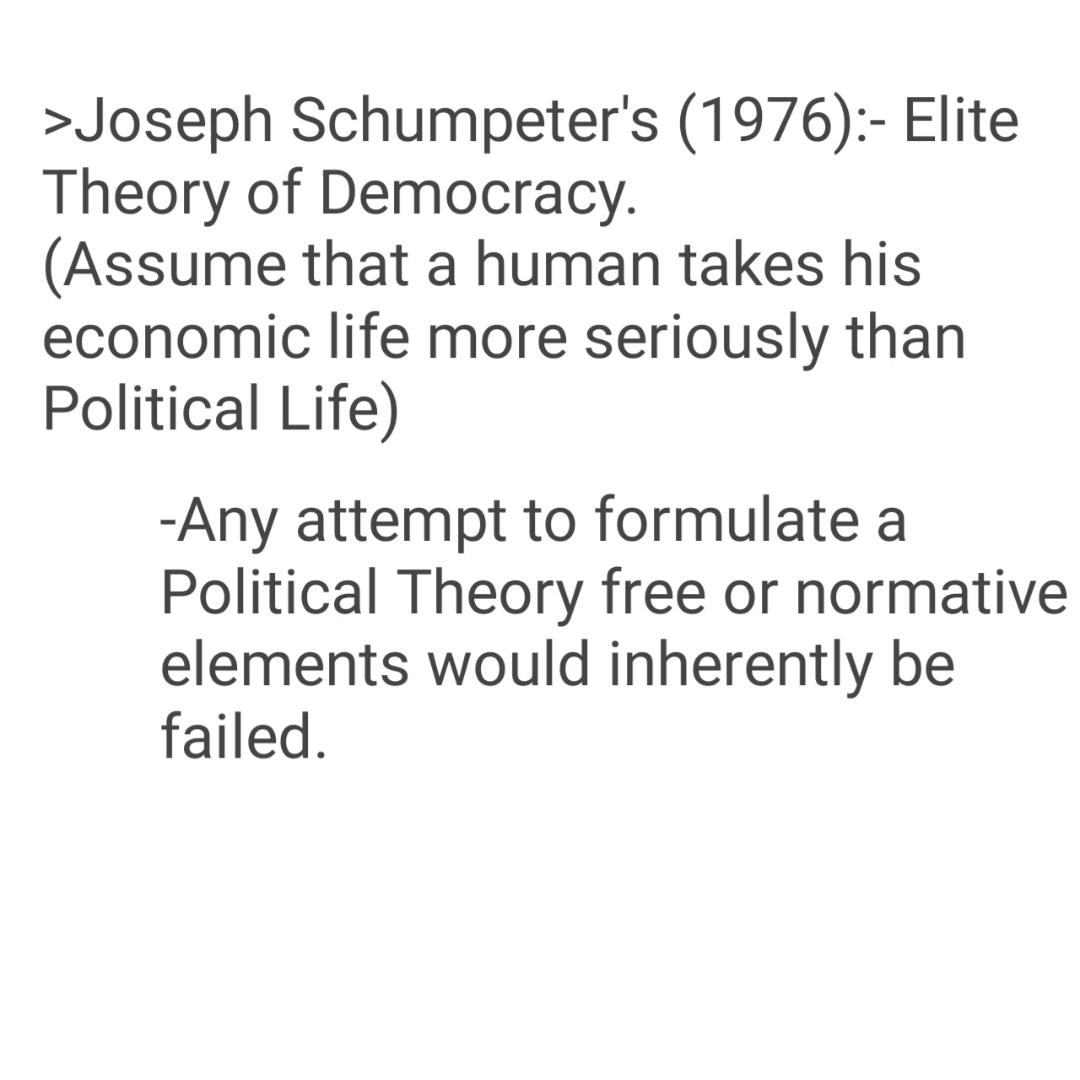 >Joseph Schumpeter's (1976):- Elite
Theory of Democracy.
(Assume that a human takes his
economic life more seriously than
Political Life)
-Any attempt to formulate a
Political Theory free or normative
elements would inherently be
failed.